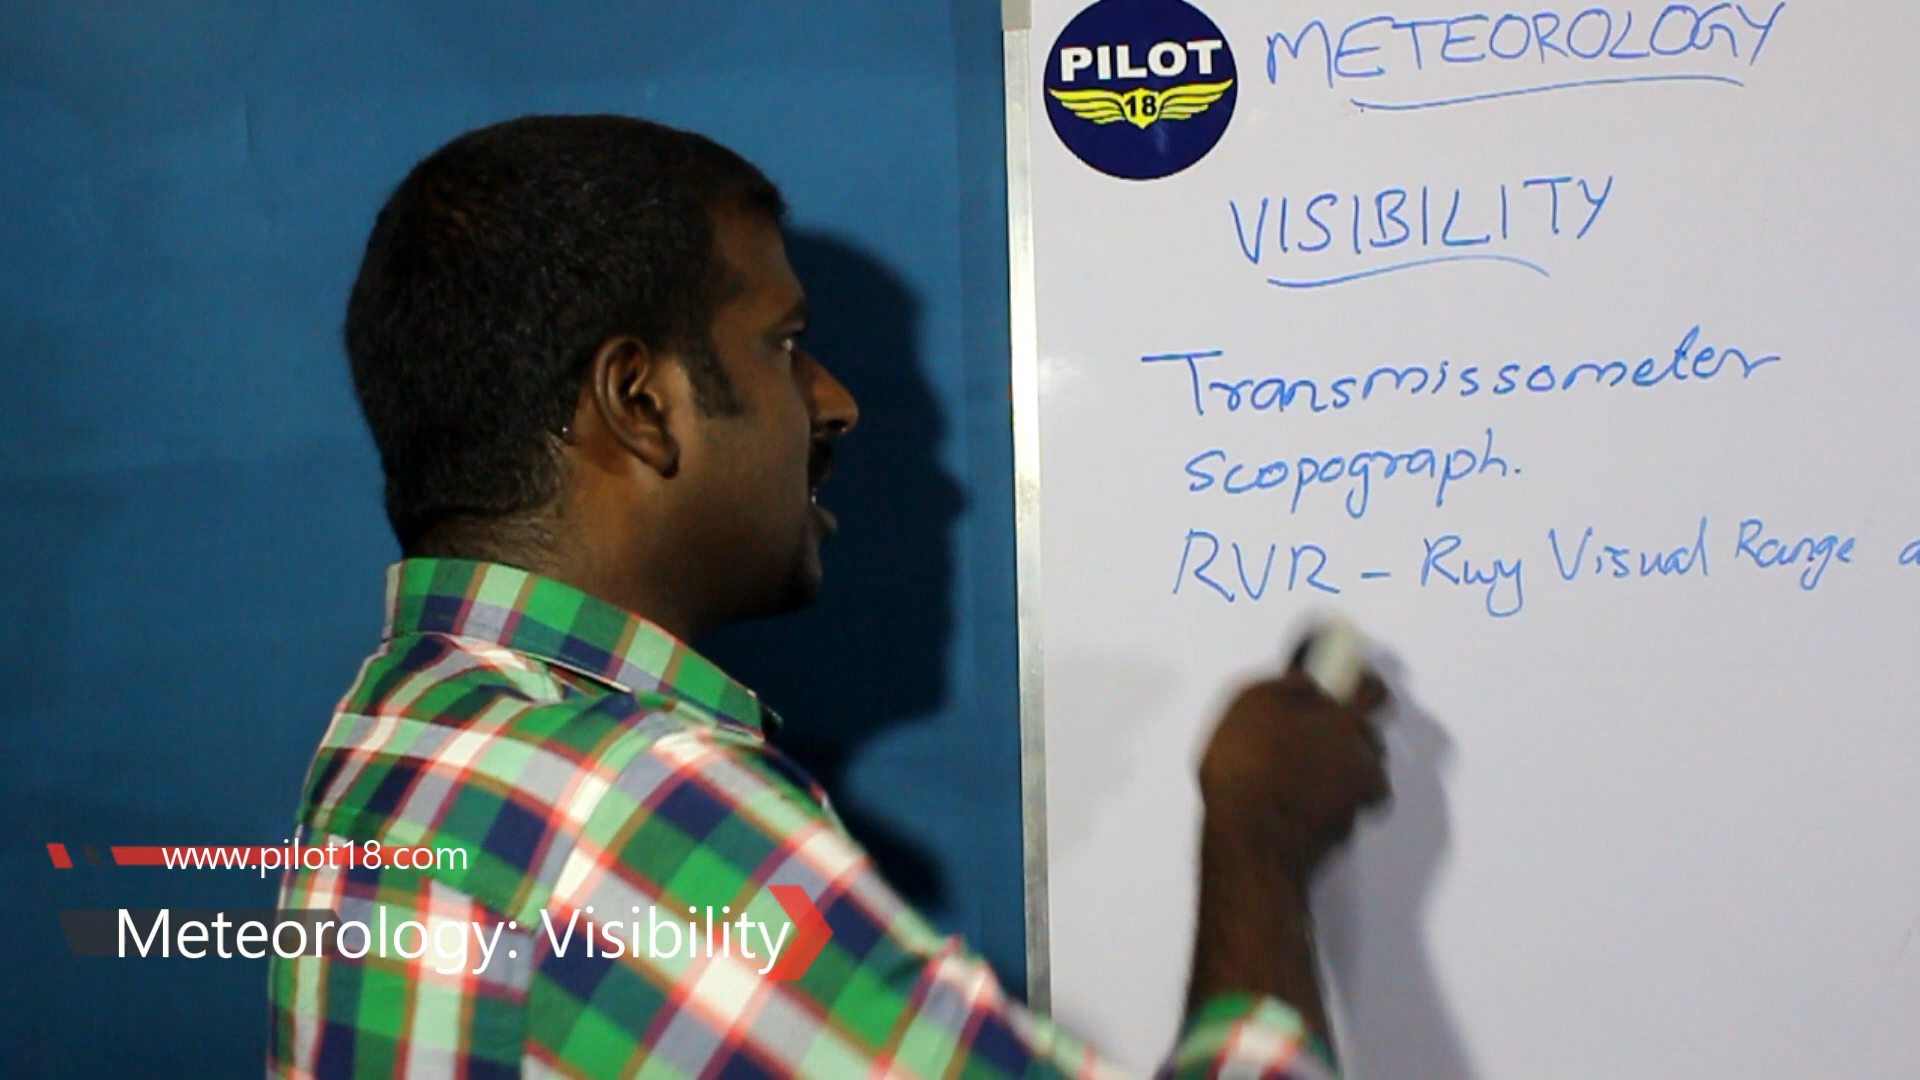 PILOT
18
METEOROLOGY
VISIBILITY
Transmissometer
Scopograph.
RVR - Rwy Visual Range
www.pilot18.com
Meteorology: Visibility